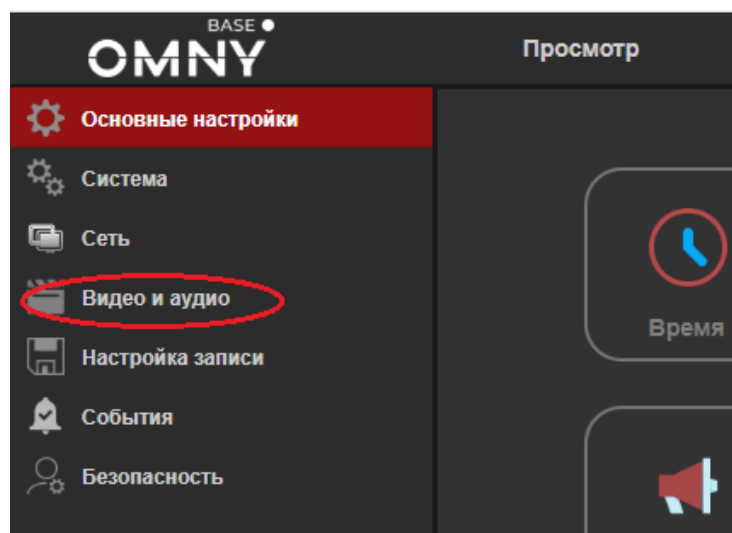 BASE
OMNY
Просмотр
Основные настройки
Система
Сеть
Видео и аудио
Настройка записи
События
Безопасность
Время